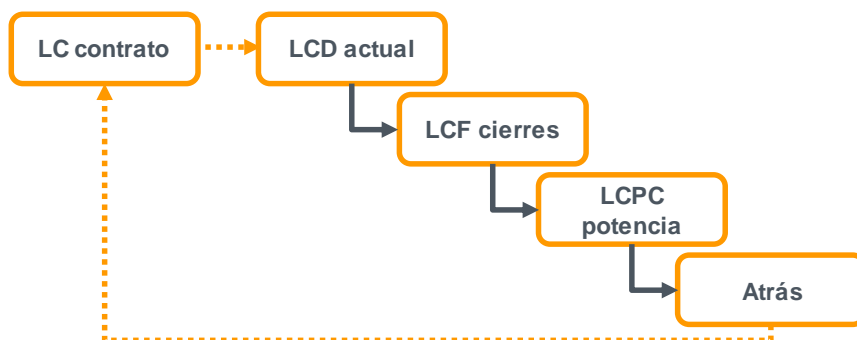 LC contrato
LCD actual
LCF cierres
LCPC
potencia
Atrás